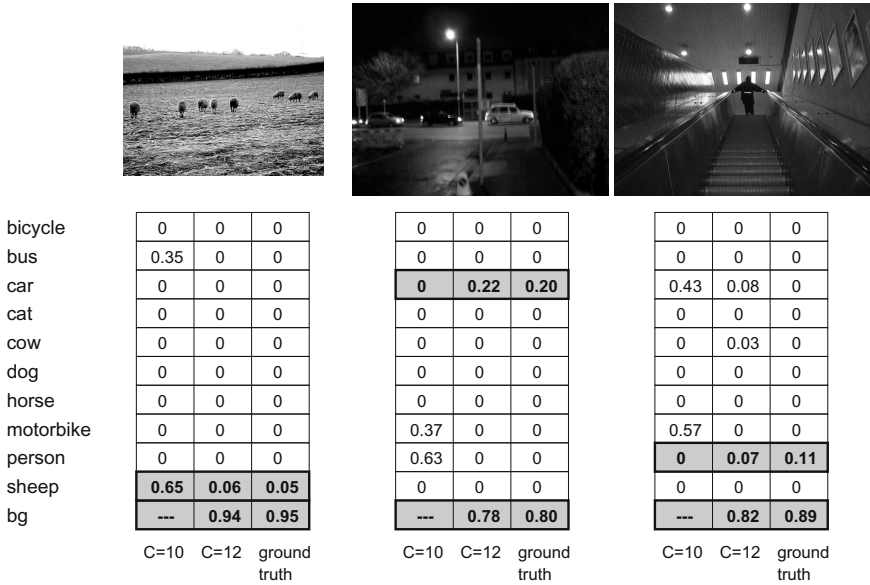 bicycle 0 0 0 0 0 0 0 0 0
bus 0.35 0 0 0 0 0 0 0 0
car 0 0 0 0 0.22 0.20 0.43 0.08 0
cat 0 0 0 0 0 0 0 0 0
cow 0 0 0 0 0 0 0 0.03 0
dog 0 0 0 0 0 0 0 0 0
horse 0 0 0 0 0 0 0 0 0
motorbike 0 0 0 0.37 0 0 0.57 0 0
person 0 0 0 0.63 0 0 0 0.07 0.11
sheep 0.65 0.06 0.05 0 0 0 0 0 0
bg --- 0.94 0.95 --- 0.78 0.80 --- 0.82 0.89
C=10 C=12 ground truth C=10 C=12 ground truth C=10 C=12 ground truth